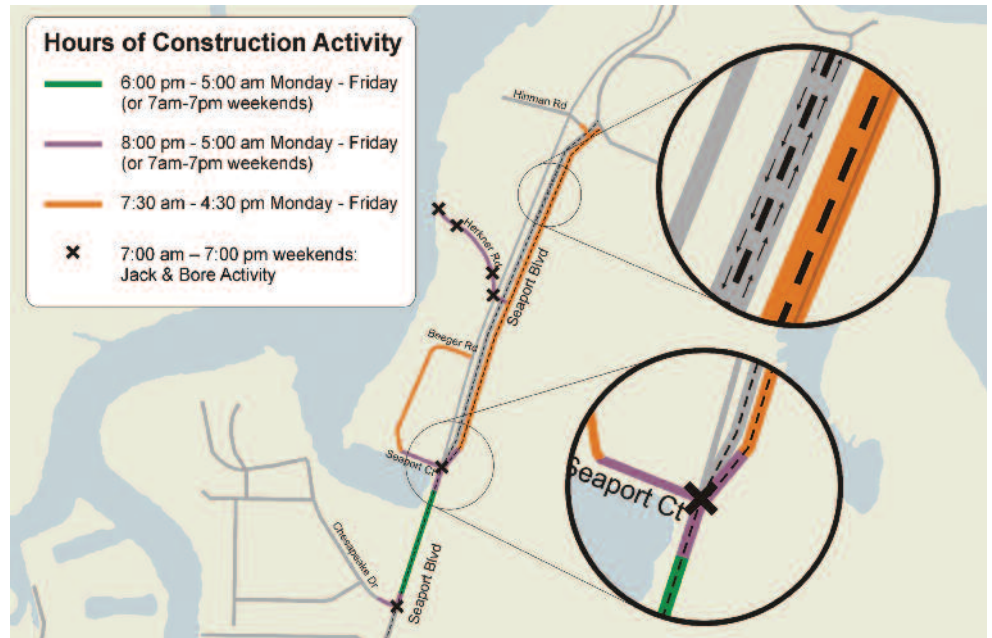 Hours of Construction Activity
6:00 pm - 5:00 am Monday - Friday
(or 7am-7pm weekends)
8:00 pm - 5:00 am Monday - Friday
(or 7am-7pm weekends)
7:30 am - 4:30 pm Monday - Friday
7:00 am – 7:00 pm weekends:
Jack & Bore Activity
Hinman Rd
Herkner Rd
Seaport Blvd
Beeger Rd
Seaport Ct
Seaport Ct
Chesapeake Dr
Seaport Blvd